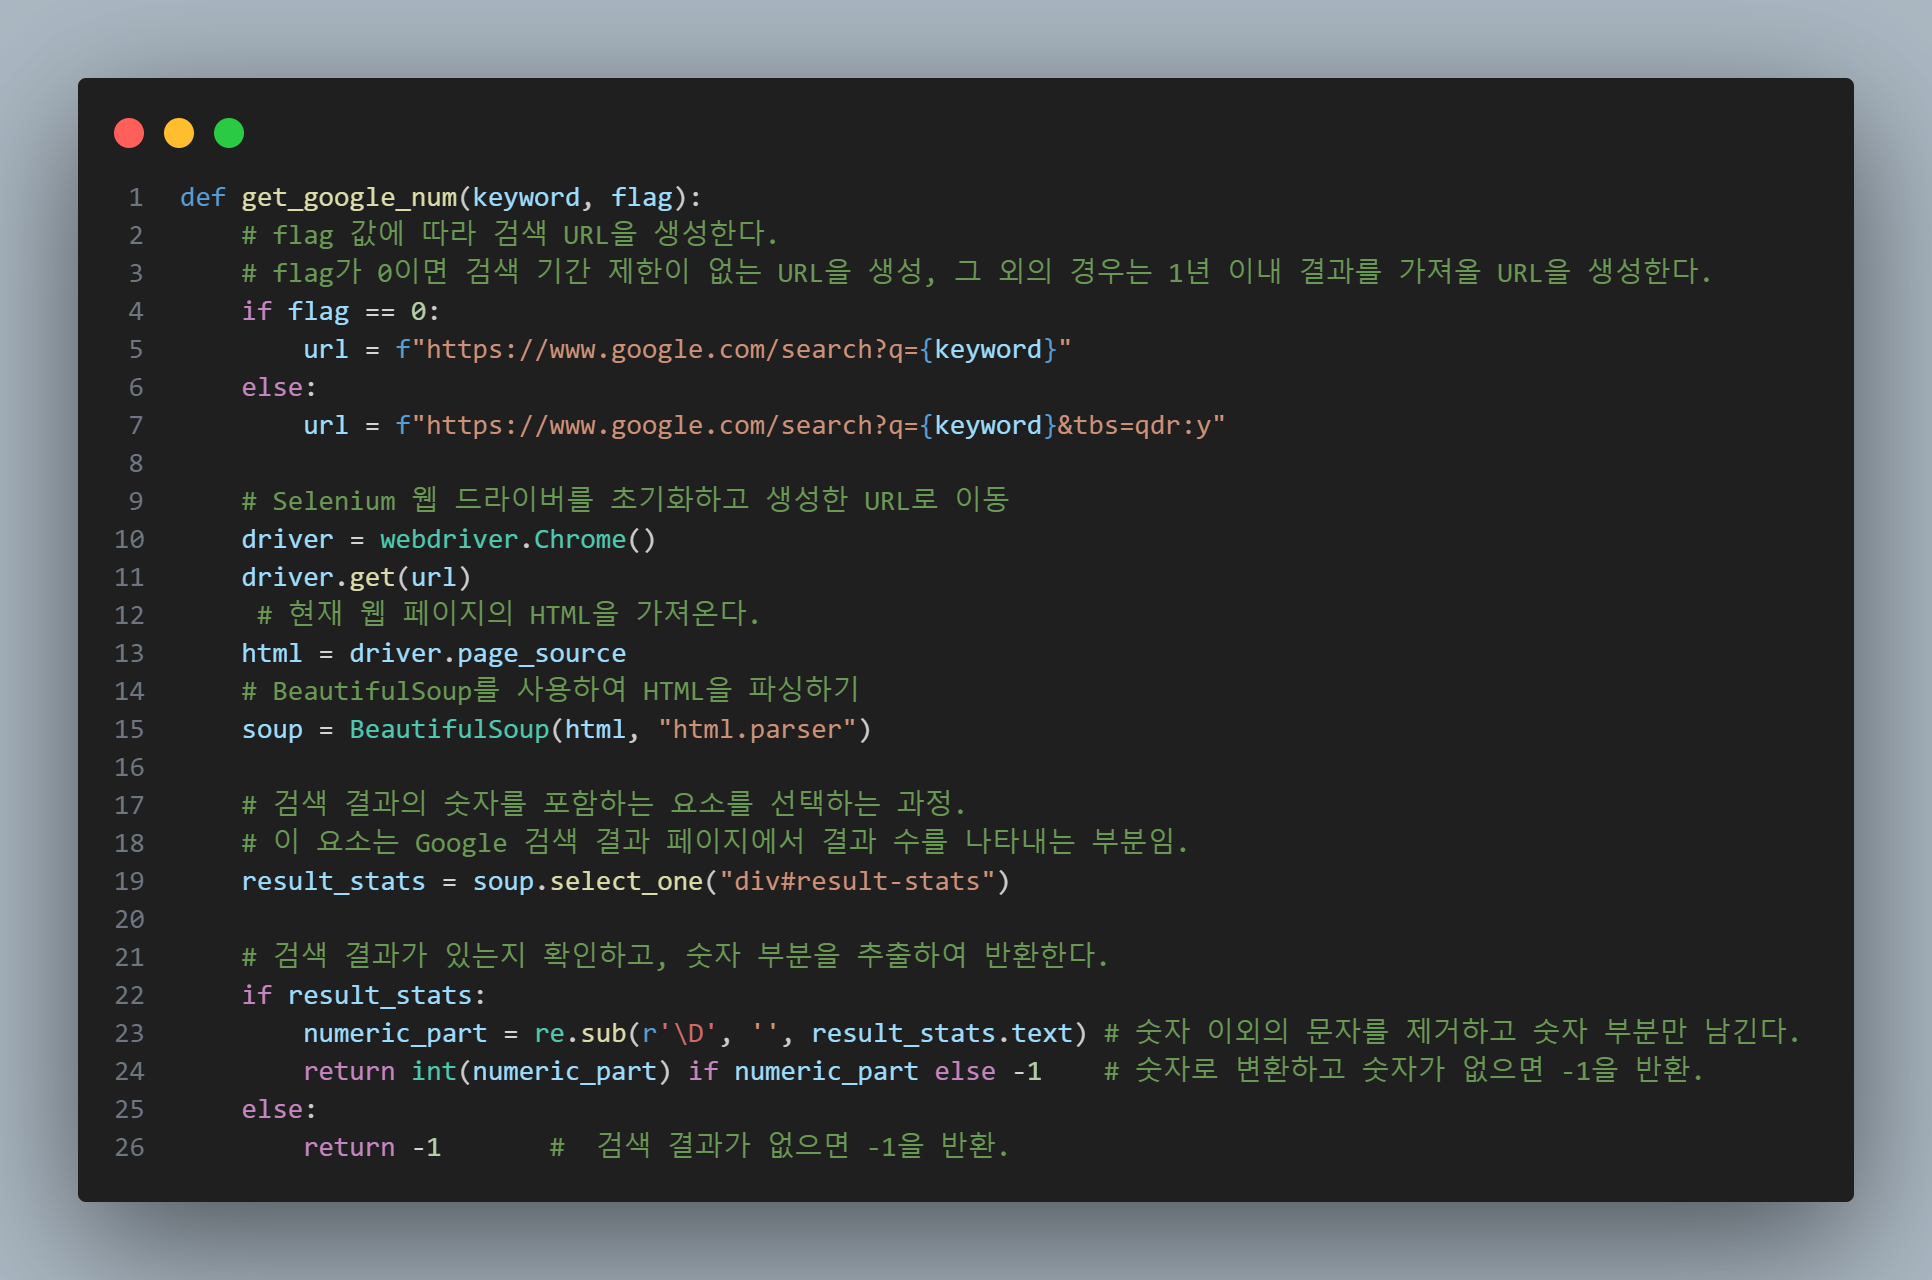 1 def get_google_num(keyword, flag):
2     # flag 값에 따라 검색 URL을 생성한다.
3     # flag가 0이면 검색 기간 제한이 없는 URL을 생성, 그 외의 경우는 1년 이내 결과를 가져올 URL을 생성한다.
4     if flag == 0:
5         url = f"https://www.google.com/search?q={keyword}"
6     else:
7         url = f"https://www.google.com/search?q={keyword}&tbs=qdr:y"
8
9     # Selenium 웹 드라이버를 초기화하고 생성한 URL로 이동
10     driver = webdriver.Chrome()
11     driver.get(url)
12      # 현재 웹 페이지의 HTML을 가져온다.
13     html = driver.page_source
14     # BeautifulSoup를 사용하여 HTML을 파싱하기
15     soup = BeautifulSoup(html, "html.parser")
16
17     # 검색 결과의 숫자를 포함하는 요소를 선택하는 과정.
18     # 이 요소는 Google 검색 결과 페이지에서 결과 수를 나타내는 부분임.
19     result_stats = soup.select_one("div#result-stats")
20
21     # 검색 결과가 있는지 확인하고, 숫자 부분을 추출하여 반환한다.
22     if result_stats:
23         numeric_part = re.sub(r'\D', '', result_stats.text) # 숫자 이외의 문자를 제거하고 숫자 부분만 남긴다.
24         return int(numeric_part) if numeric_part else -1    # 숫자로 변환하고 숫자가 없으면 -1을 반환.
25     else:
26         return -1       #  검색 결과가 없으면 -1을 반환.